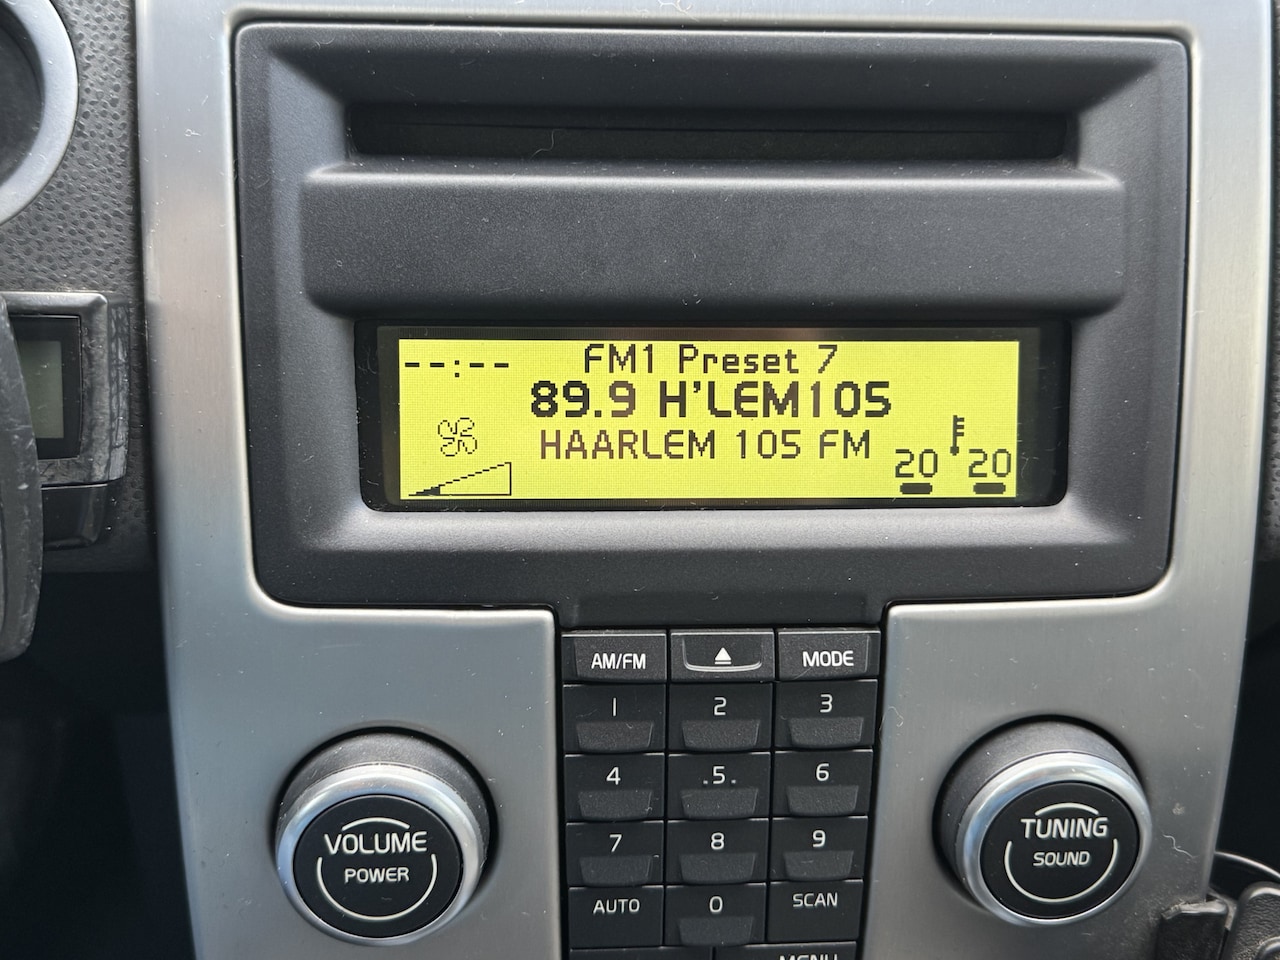 --:-- FM1 Preset 7
89.9 H'LEM105
HAARLEM 105 FM
20 20
AM/FM MODE
1 2 3
4 .5. 6
7 8 9
AUTO 0 SCAN
MENU
VOLUME
POWER
TUNING
SOUND